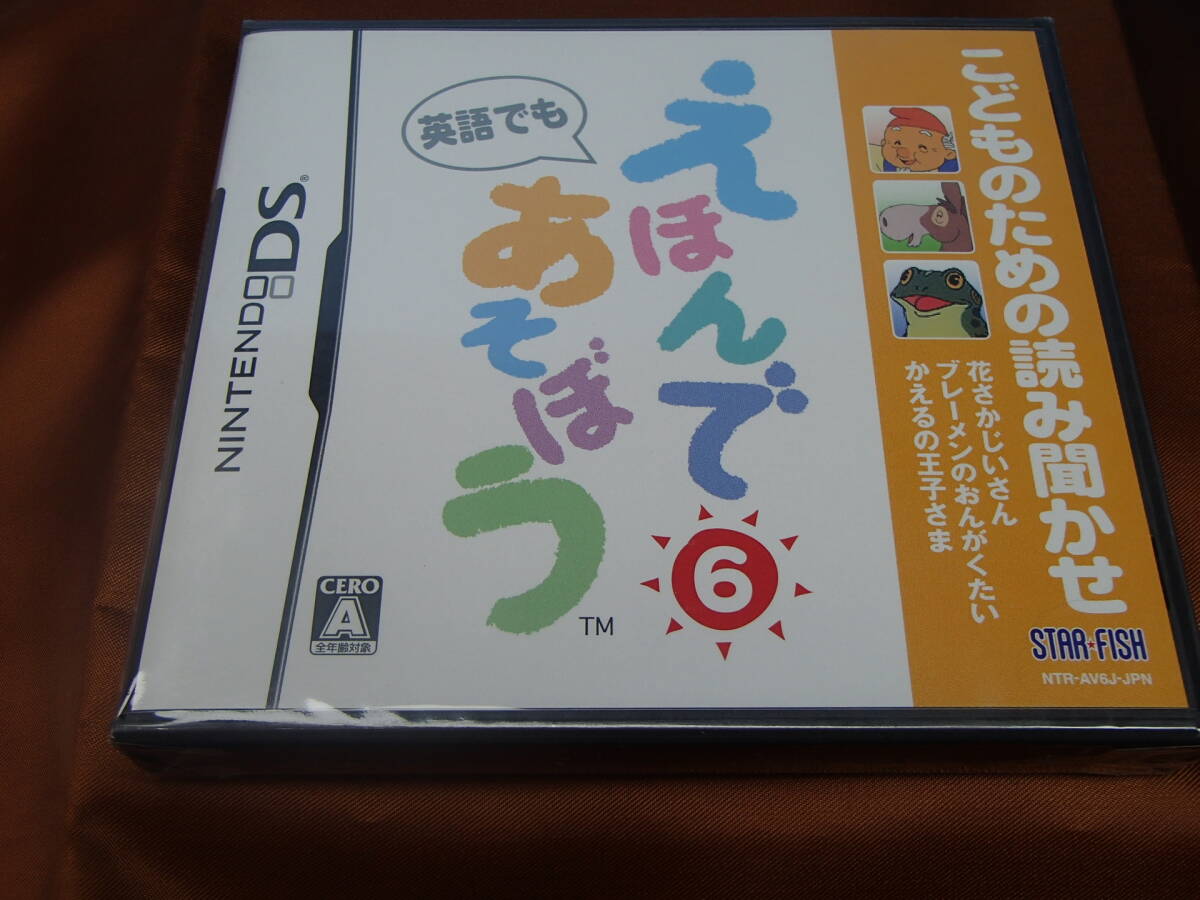 こどものための読み聞かせ
花さかじいさん
ブレーメンのおんがくたい
かえるの王子さま
えほんで
英語でも
あそぼう
TM
6
NINTENDODS®
CERO
A
全年齢対象
STAR★FISH
NTR-AV6J-JPN